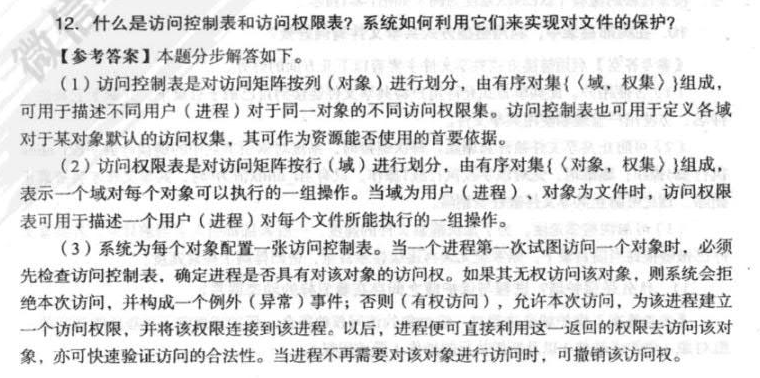 12. 什么是访问控制表和访问权限表？系统如何利用它们来实现对文件的保护？
【参考答案】本题分步解答如下。
（1）访问控制表是对访问矩阵按列（对象）进行划分，由有序对集{〈域，权集〉}组成，
可用于描述不同用户（进程）对于同一对象的不同访问权限集。访问控制表也可用于定义各域
对于某对象默认的访问权集，其可作为资源能否使用的首要依据。
（2）访问权限表是对访问矩阵按行（域）进行划分，由有序对集{〈对象，权集〉}组成，
表示一个域对每个对象可以执行的一组操作。当域为用户（进程）、对象为文件时，访问权限
表可用于描述一个用户（进程）对每个文件所能执行的一组操作。
（3）系统为每个对象配置一张访问控制表。当一个进程第一次试图访问一个对象时，必须
先检查访问控制表，确定进程是否具有对该对象的访问权。如果其无权访问该对象，则系统会拒
绝本次访问，并构成一个例外（异常）事件；否则（有权访问），允许本次访问，为该进程建立
一个访问权限，并将该权限连接到该进程。以后，进程便可直接利用这一返回的权限去访问该对
象，亦可快速验证访问的合法性。当进程不再需要对该对象进行访问时，可撤销该访问权。